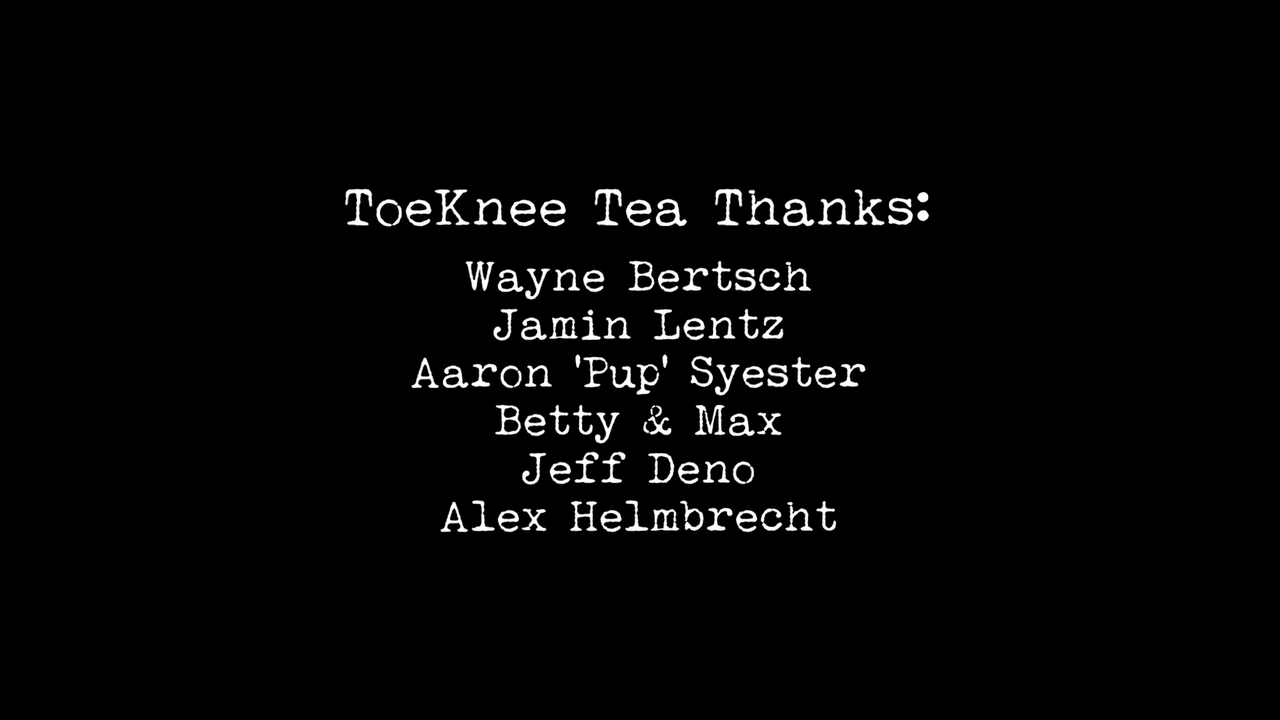 ToeKnee Tea Thanks:
Wayne Bertsch
Jamin Lentz
Aaron 'Pup' Syester
Betty & Max
Jeff Deno
Alex Helmbrecht